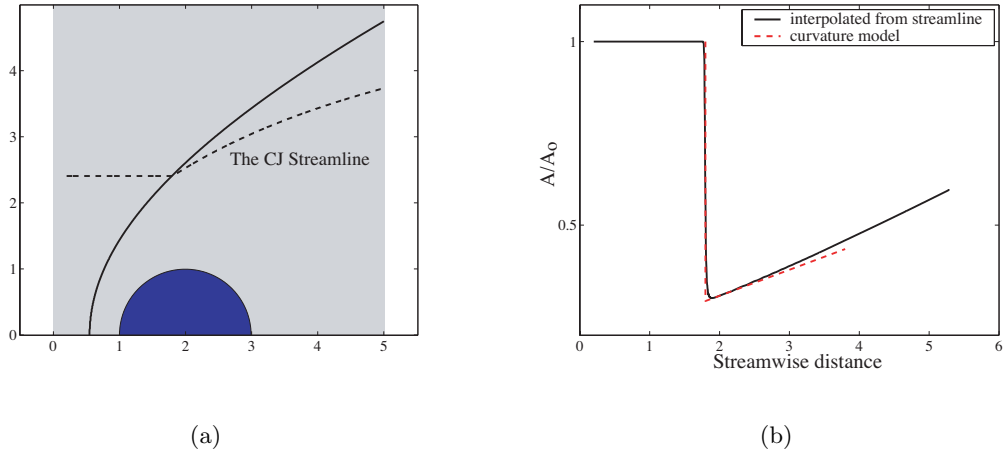 4
3
2
1
0
0 1 2 3 4 5
The CJ Streamline
(a)
interpolated from streamline
curvature model
1
0.5
A/A₀
0 1 2 3 4 5 6
Streamwise distance
(b)